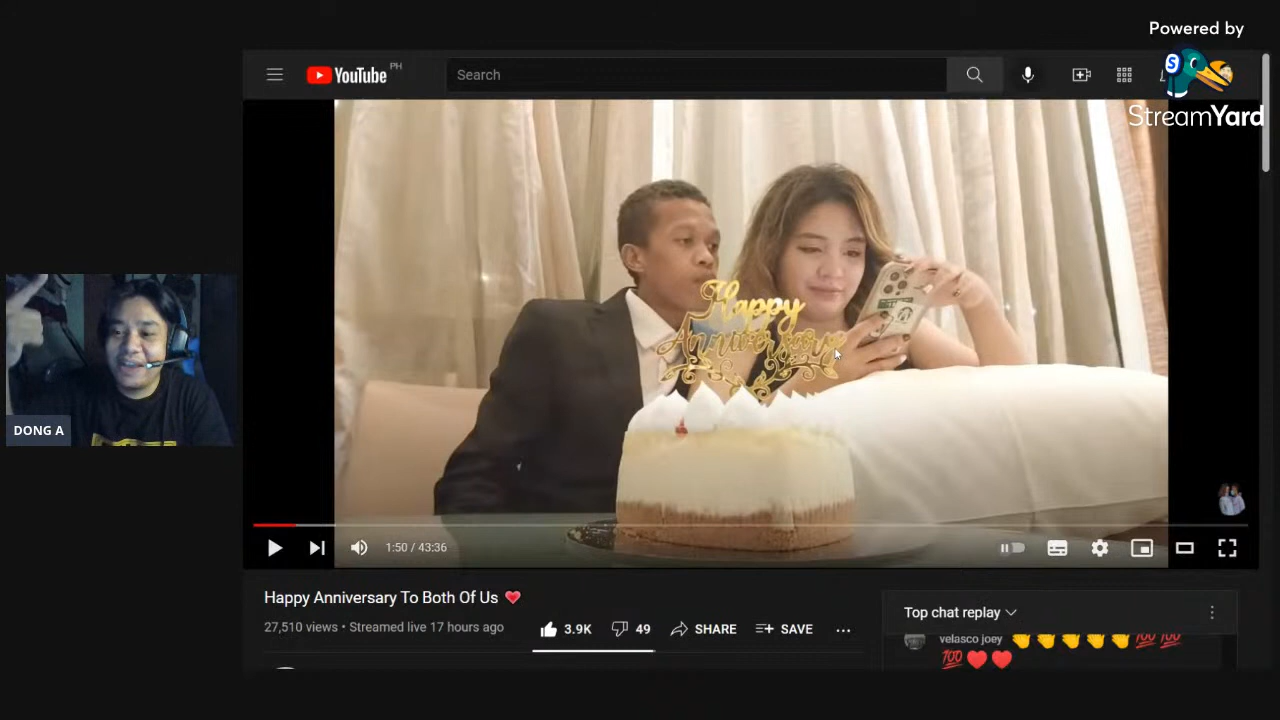 Powered by
StreamYard
YouTube PH
Search
Happy
Anniversary
DONG A
1:50 / 43:36
Happy Anniversary To Both Of Us ❤️
27,510 views • Streamed live 17 hours ago
3.9K
49
SHARE
SAVE
Top chat replay
velasco joey 👏👏👏👏👏💯💯
💯❤️❤️